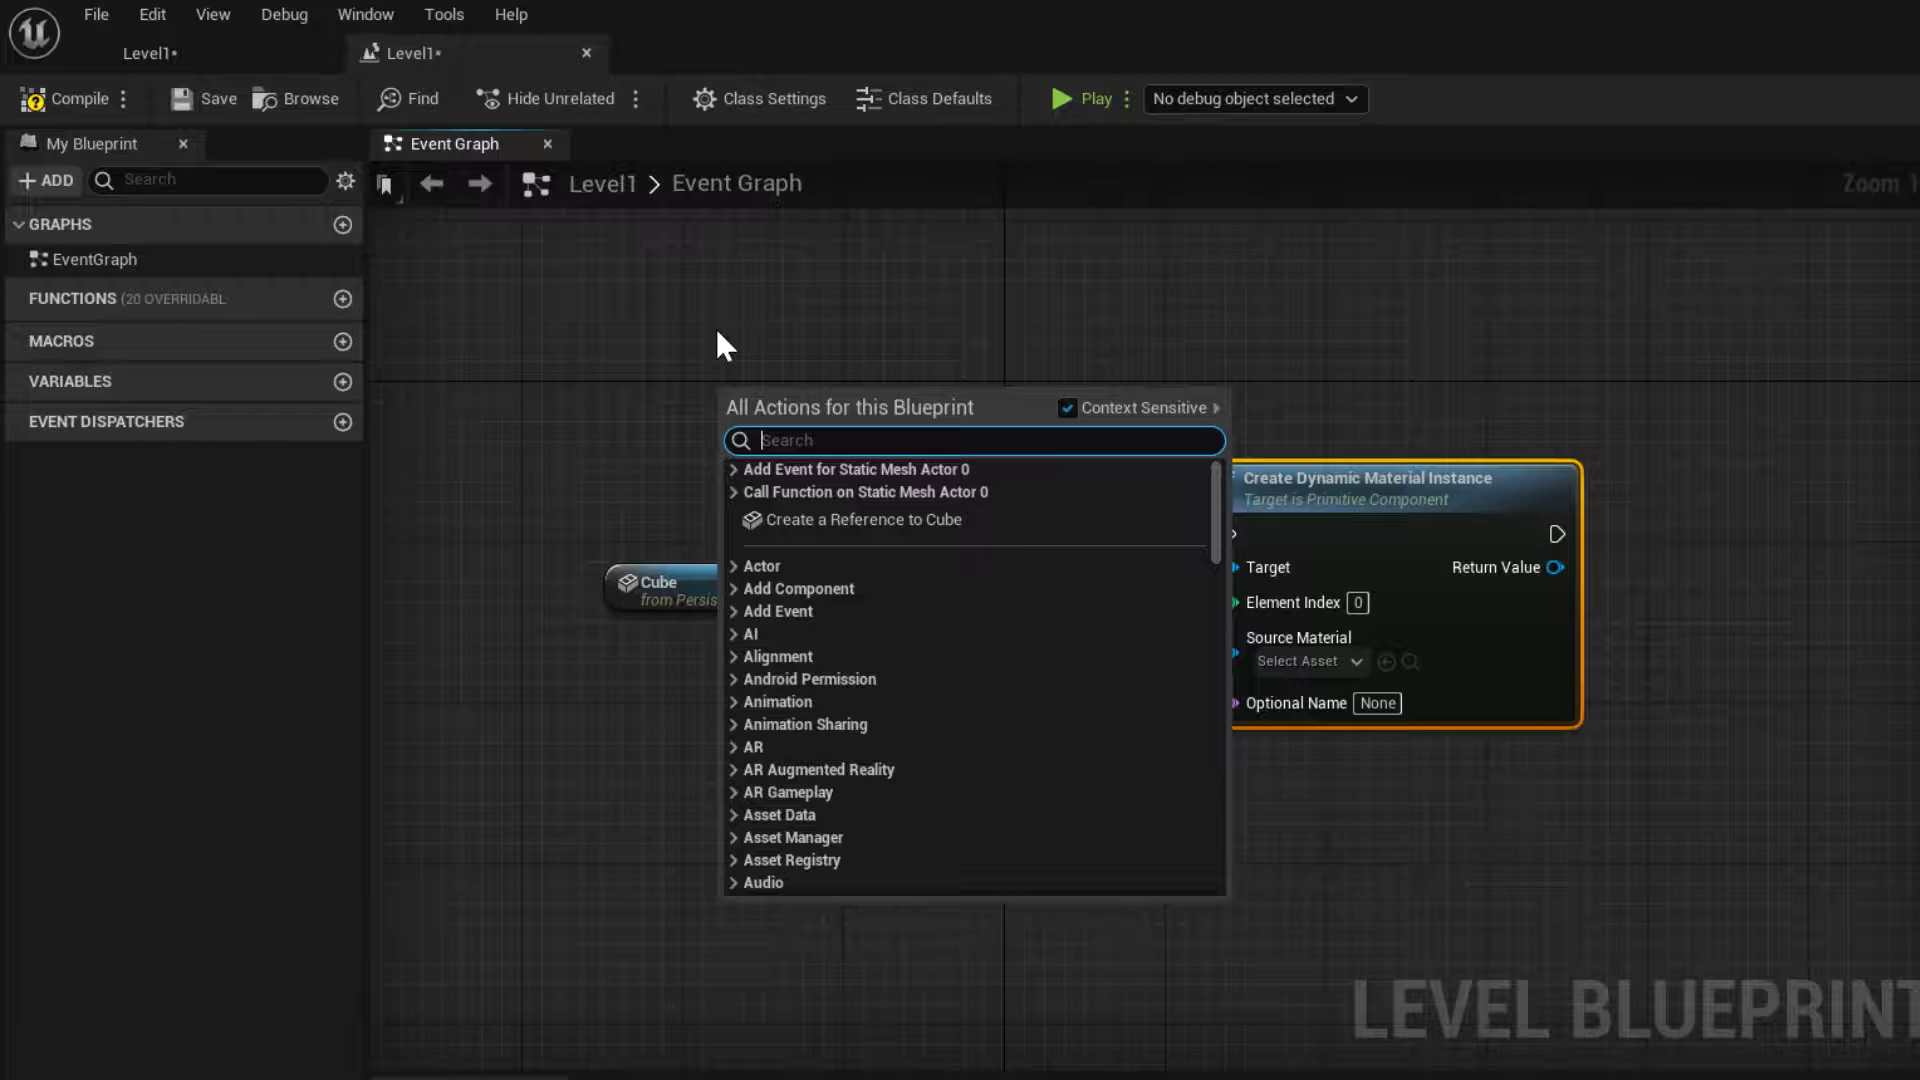 File Edit View Debug Window Tools Help
Level1* Level1*
Compile Save Browse Find Hide Unrelated Class Settings Class Defaults Play No debug object selected
My Blueprint Event Graph
ADD Search Level1 > Event Graph Zoom 1
GRAPHS
EventGraph
FUNCTIONS (20 OVERRIDABL
MACROS
VARIABLES
EVENT DISPATCHERS
All Actions for this Blueprint Context Sensitive
Search
Add Event for Static Mesh Actor 0
Call Function on Static Mesh Actor 0
Create a Reference to Cube
Actor
Add Component
Add Event
AI
Alignment
Android Permission
Animation
Animation Sharing
AR
AR Augmented Reality
AR Gameplay
Asset Data
Asset Manager
Asset Registry
Audio
Cube
from Persis
Create Dynamic Material Instance
Target is Primitive Component
Target Return Value
Element Index 0
Source Material
Select Asset
Optional Name None
LEVEL BLUEPRINT